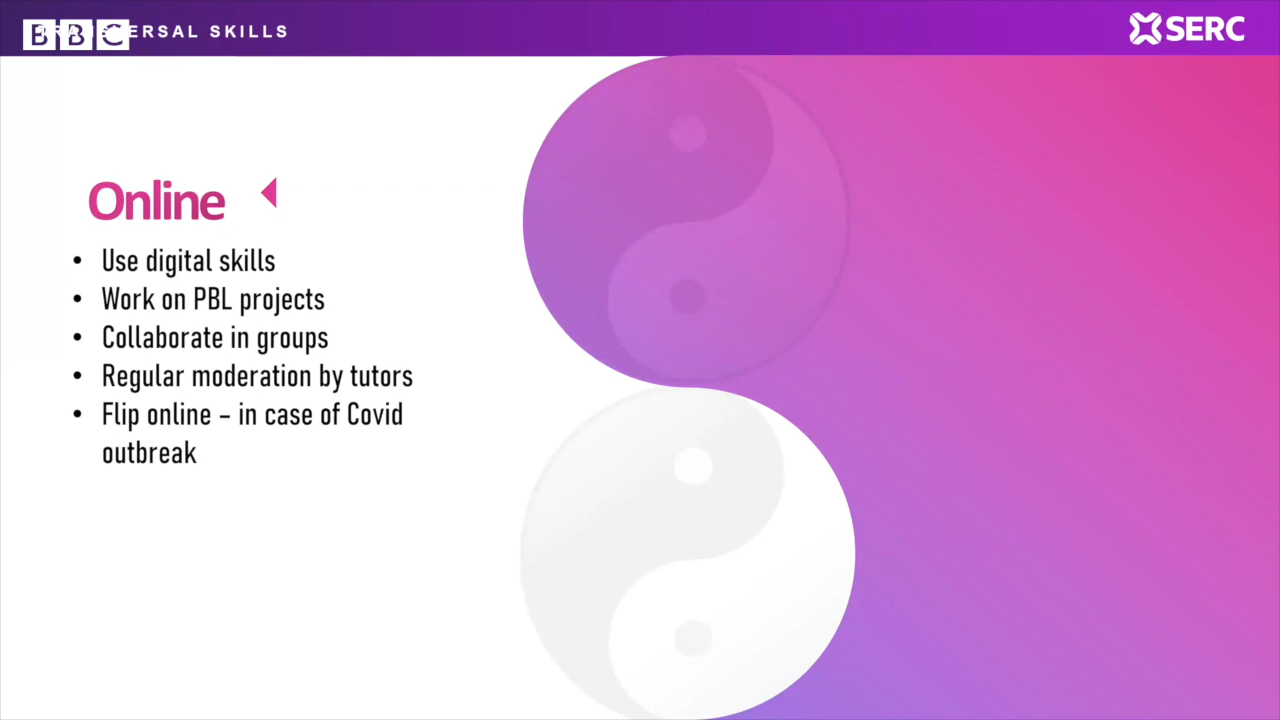 BBC
TRANSVERSAL SKILLS
SERC
Online
• Use digital skills
• Work on PBL projects
• Collaborate in groups
• Regular moderation by tutors
• Flip online – in case of Covid
outbreak